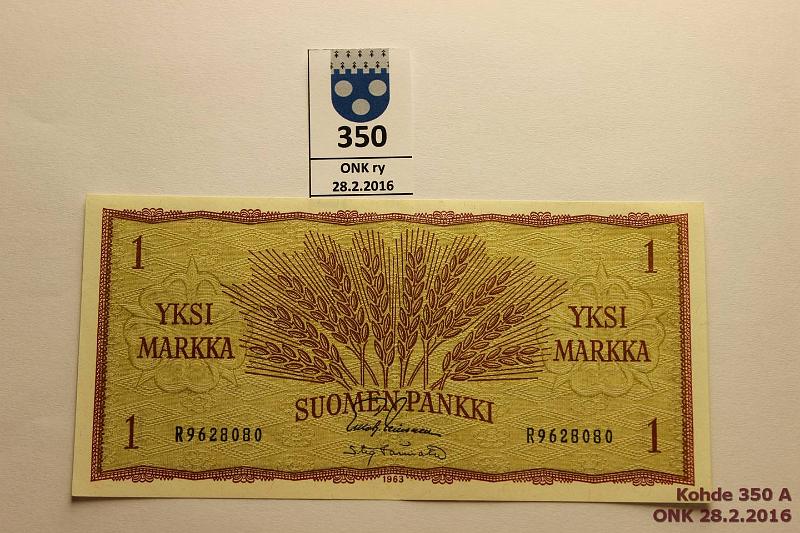 350
ONK ry
28.2.2016
1 1
YKSI MARKKA
YKSI MARKKA
SUOMEN PANKKI
1 R9628080 R9628080 1
1963
Kohde 350 A
ONK 28.2.2016